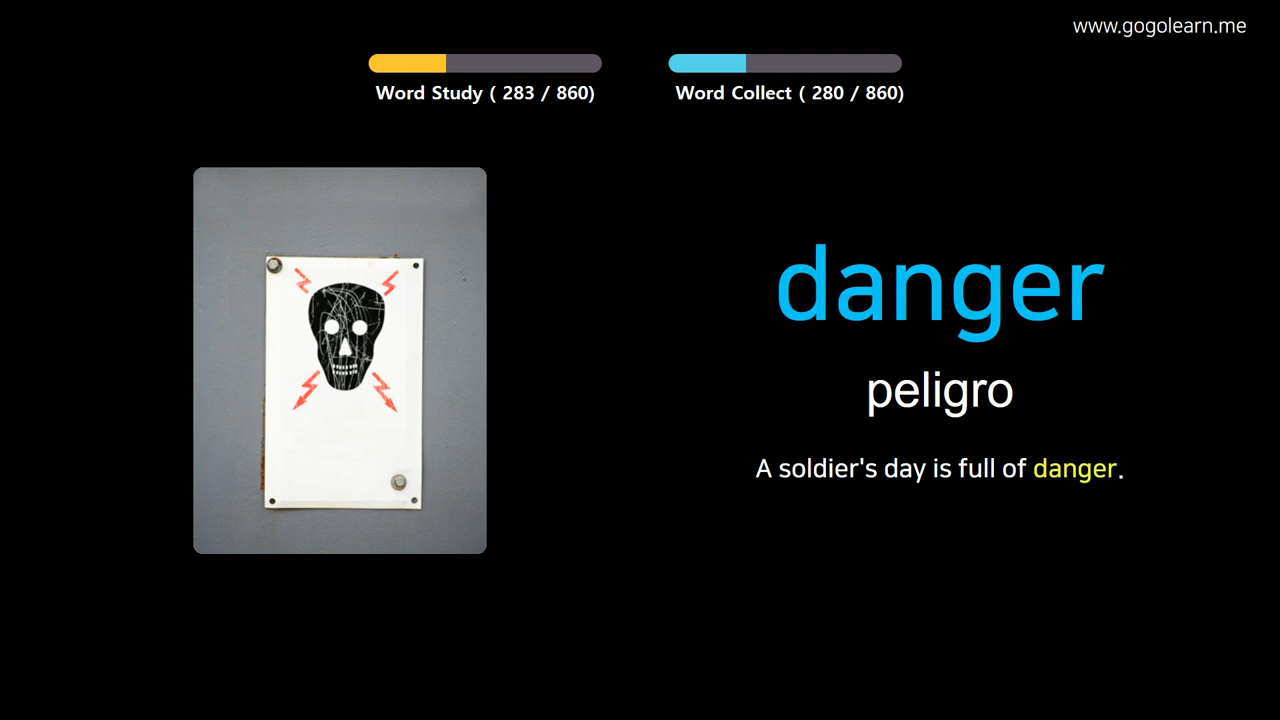 www.gogolearn.me
Word Study ( 283 / 860)
Word Collect ( 280 / 860)
danger
peligro
A soldier's day is full of danger.